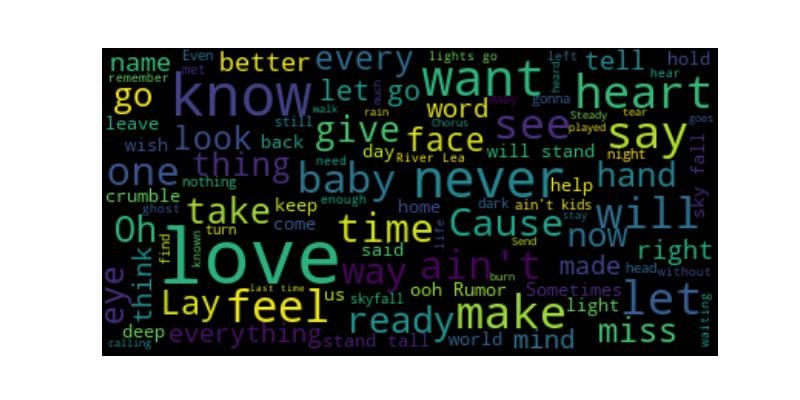 name Even met better every lights go left tell hold
remember know let go want heard hear heart
go much away gonna
rain word Steady tear goes
leave wish look still walk back give Chorus face see played say
day River Lea will stand night sky fall
one thing need baby never help hand
nothing
crumble ghost enough home dark ain't kids stay will
Oh take turn keep come time Cause Send now
find known said life right
love way ain't burn made head without
eye think last time us ooh Rumor Sometimes let
Lay feel skyfall make light waiting
deep everything ready miss
calling stand tall world mind